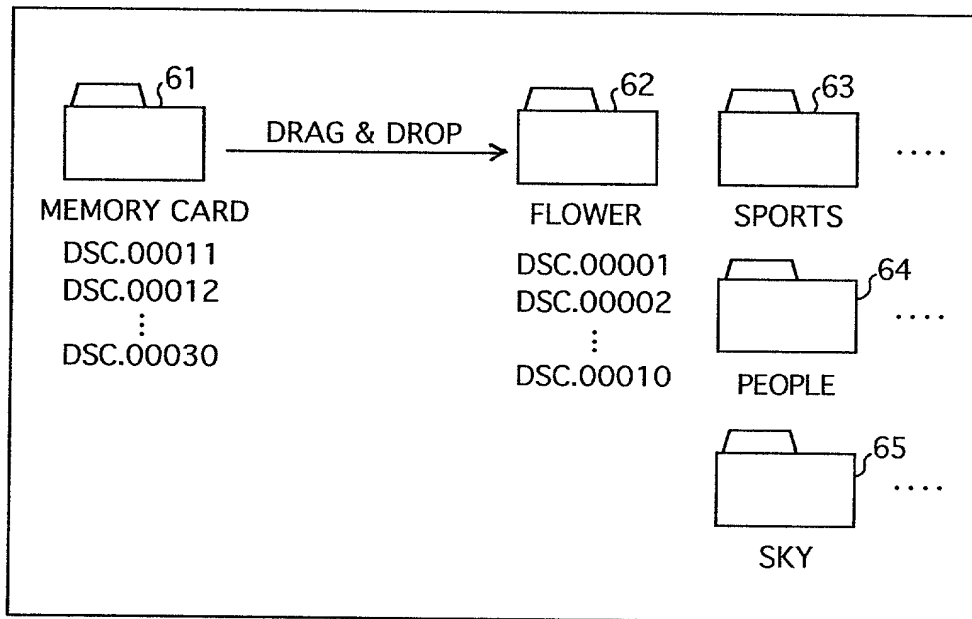 61
62
63
DRAG & DROP
....
MEMORY CARD
FLOWER
SPORTS
DSC.00011
DSC.00012
⋮
DSC.00030
DSC.00001
DSC.00002
⋮
DSC.00010
64
....
PEOPLE
65
....
SKY